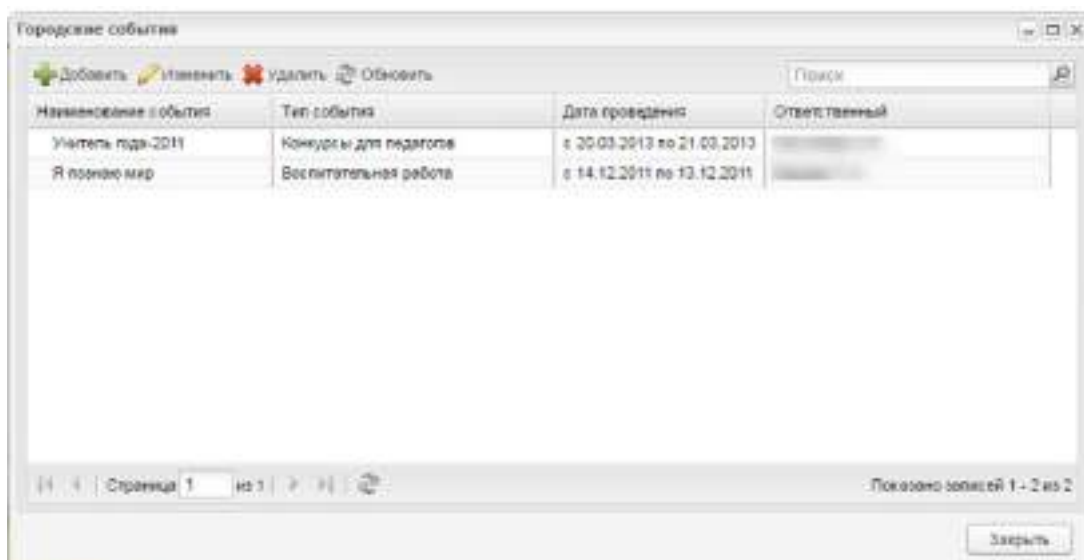 Городские события
Добавить Изменить Удалить Обновить Поиск
Наименование события Тип события Дата проведения Ответственный
Учитель года-2011 Конкурсы для педагогов с 20.03.2013 по 21.03.2013
Я познаю мир Воспитательная работа с 14.12.2011 по 13.12.2011
Страница 1 из 1 Показано записей 1 - 2 из 2
Закрыть